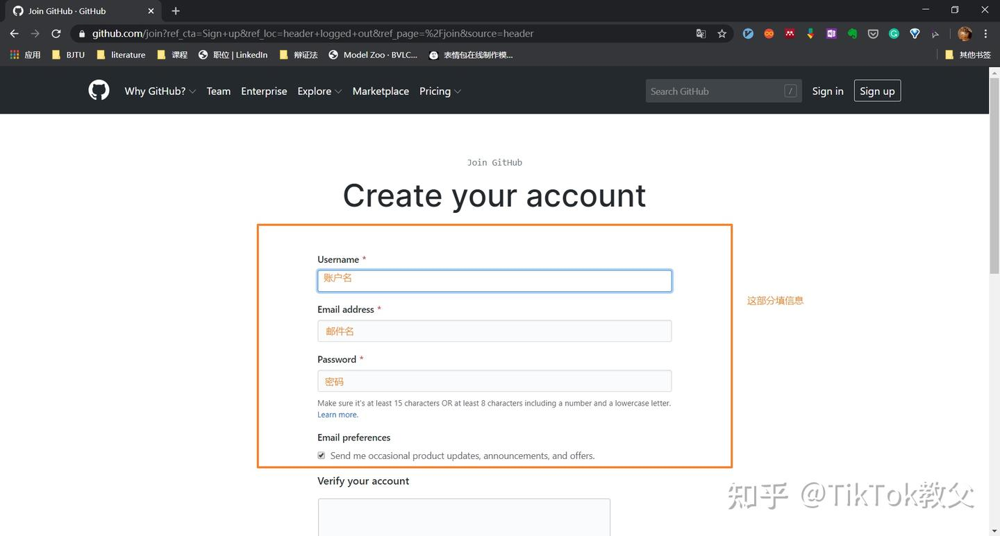 Join GitHub · GitHub
github.com/join?ref_cta=Sign+up&ref_loc=header+logged+out&ref_page=%2Fjoin&source=header
应用 BJTU literature 课程 职位 | LinkedIn 辩证法 Model Zoo · BVLC... 表情包在线制作模... 其他书签
Why GitHub? Team Enterprise Explore Marketplace Pricing Search GitHub / Sign in Sign up
Join GitHub
Create your account
Username *
账户名
这部分填信息
Email address *
邮件名
Password *
密码
Make sure it's at least 15 characters OR at least 8 characters including a number and a lowercase letter.
Learn more.
Email preferences
Send me occasional product updates, announcements, and offers.
Verify your account
知乎 @TikTok教父